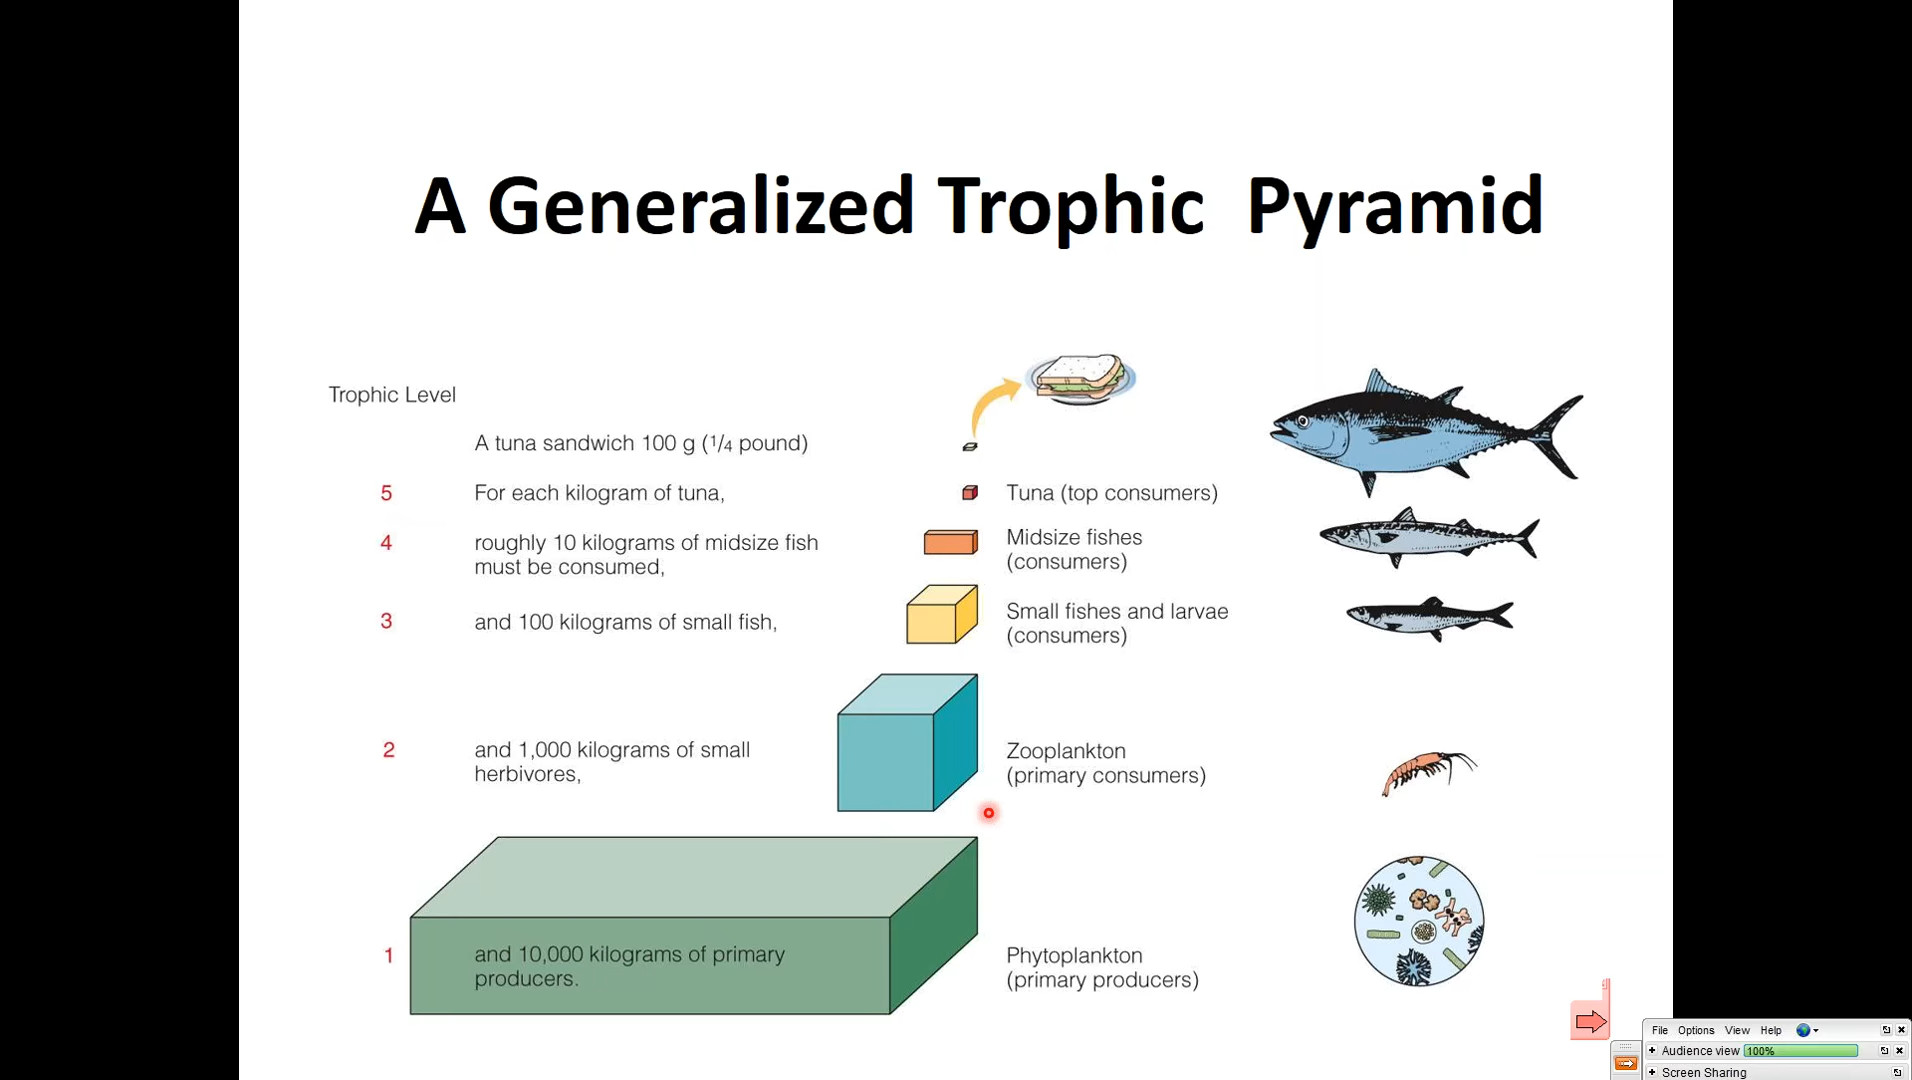 A Generalized Trophic  Pyramid
Trophic Level
A tuna sandwich 100 g (1/4 pound)
5
For each kilogram of tuna,
Tuna (top consumers)
4
roughly 10 kilograms of midsize fish
must be consumed,
Midsize fishes
(consumers)
3
and 100 kilograms of small fish,
Small fishes and larvae
(consumers)
2
and 1,000 kilograms of small
herbivores,
Zooplankton
(primary consumers)
1
and 10,000 kilograms of primary
producers.
Phytoplankton
(primary producers)
File Options View Help
Audience view 100%
Screen Sharing